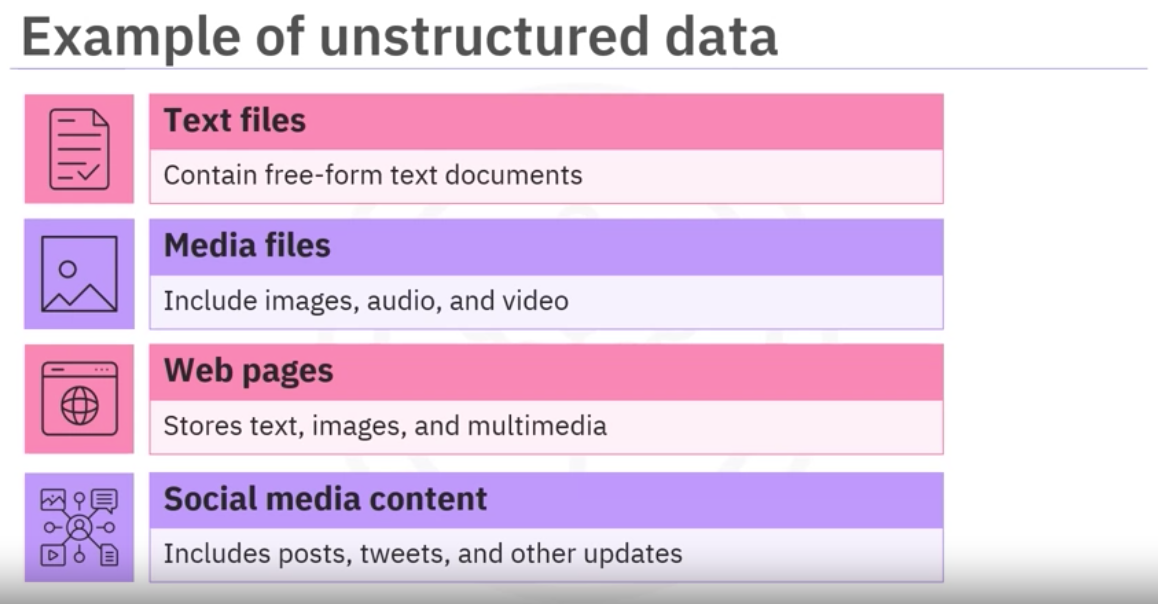 Example of unstructured data
Text files
Contain free-form text documents
Media files
Include images, audio, and video
Web pages
Stores text, images, and multimedia
Social media content
Includes posts, tweets, and other updates